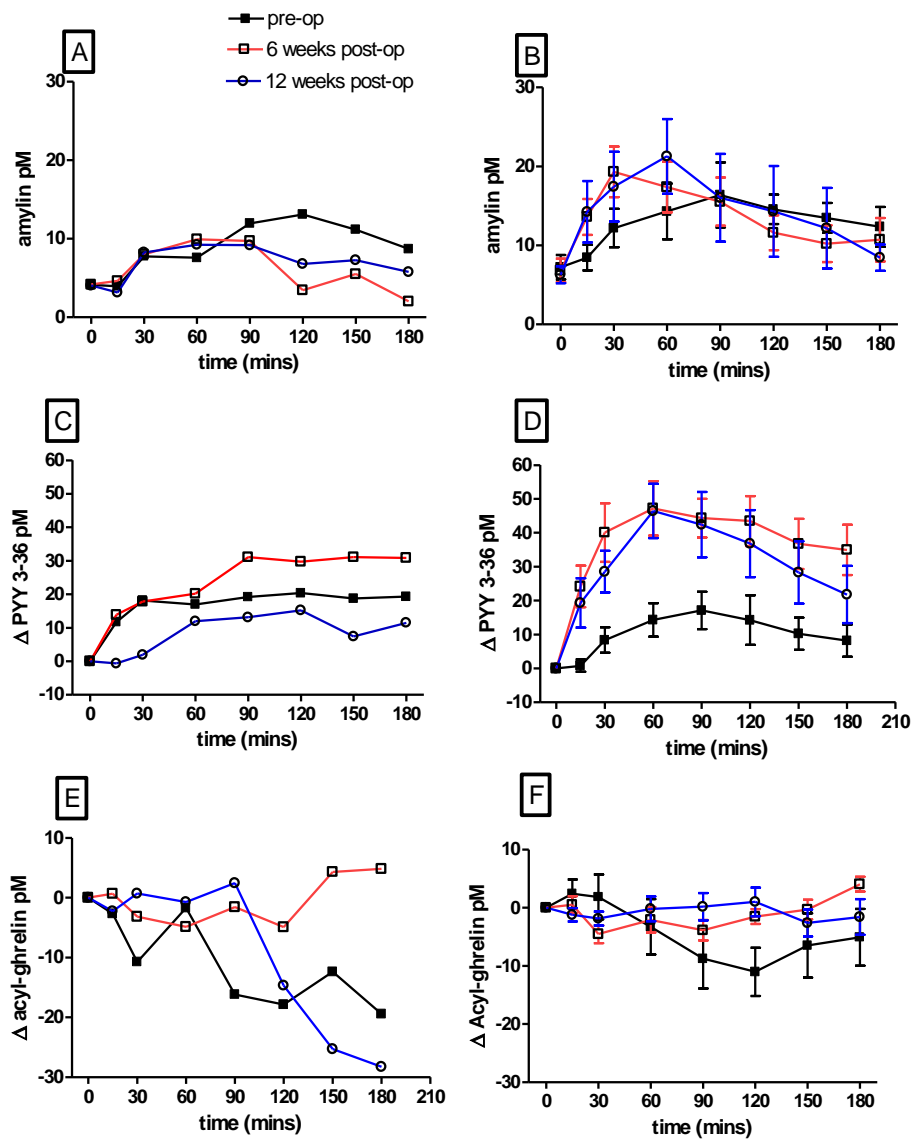 pre-op
6 weeks post-op
12 weeks post-op
A
30
20
10
0
amylin pM
0 30 60 90 120 150 180
time (mins)
B
30
20
10
0
amylin pM
0 30 60 90 120 150 180
time (mins)
C
60
50
40
30
20
10
0
-10
Δ PYY 3-36 pM
0 30 60 90 120 150 180
time (mins)
D
60
50
40
30
20
10
0
-10
Δ PYY 3-36 pM
0 30 60 90 120 150 180 210
time (mins)
E
10
0
-10
-20
-30
Δ acyl-ghrelin pM
0 30 60 90 120 150 180 210
time (mins)
F
10
0
-10
-20
-30
Δ Acyl-ghrelin pM
0 30 60 90 120 150 180
time (mins)